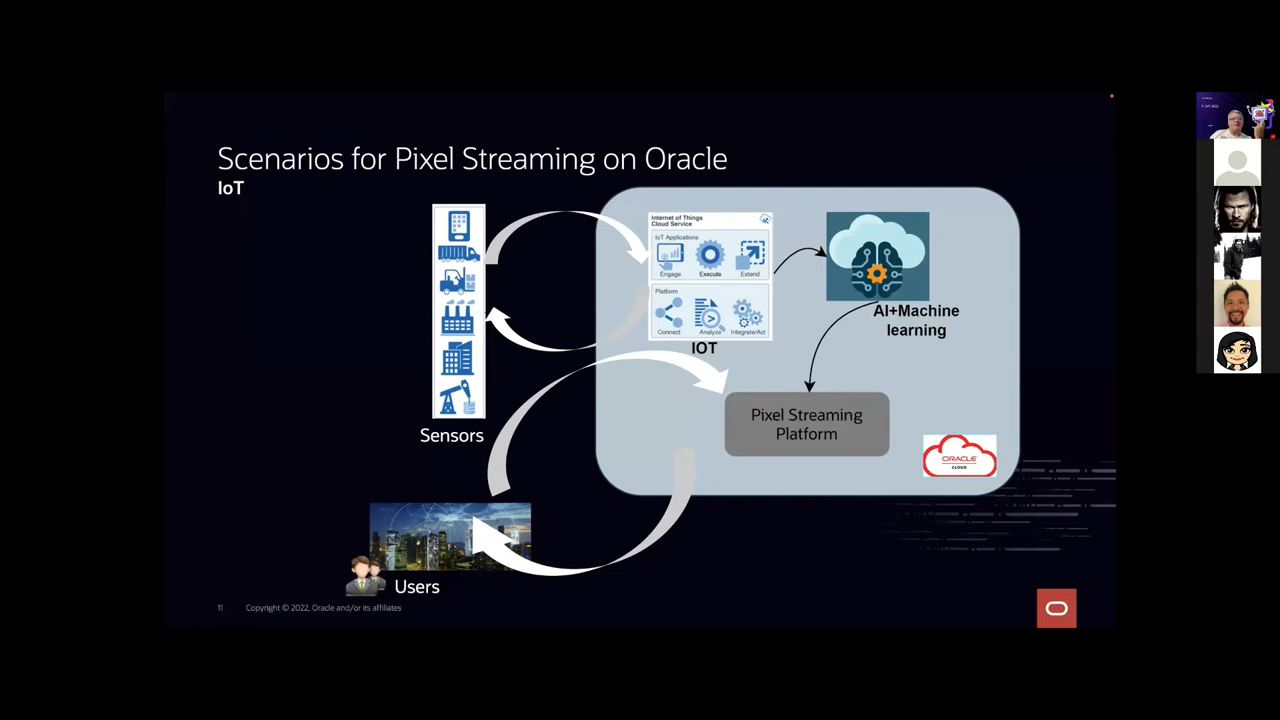 Scenarios for Pixel Streaming on Oracle
IoT
Internet of Things
Cloud Service
IoT Applications
Engage
Execute
Extend
Platform
Connect
Analyze
Integrate/Act
IOT
AI+Machine
learning
Sensors
Pixel Streaming
Platform
ORACLE
CLOUD
Users
11
Copyright © 2022, Oracle and/or its affiliates